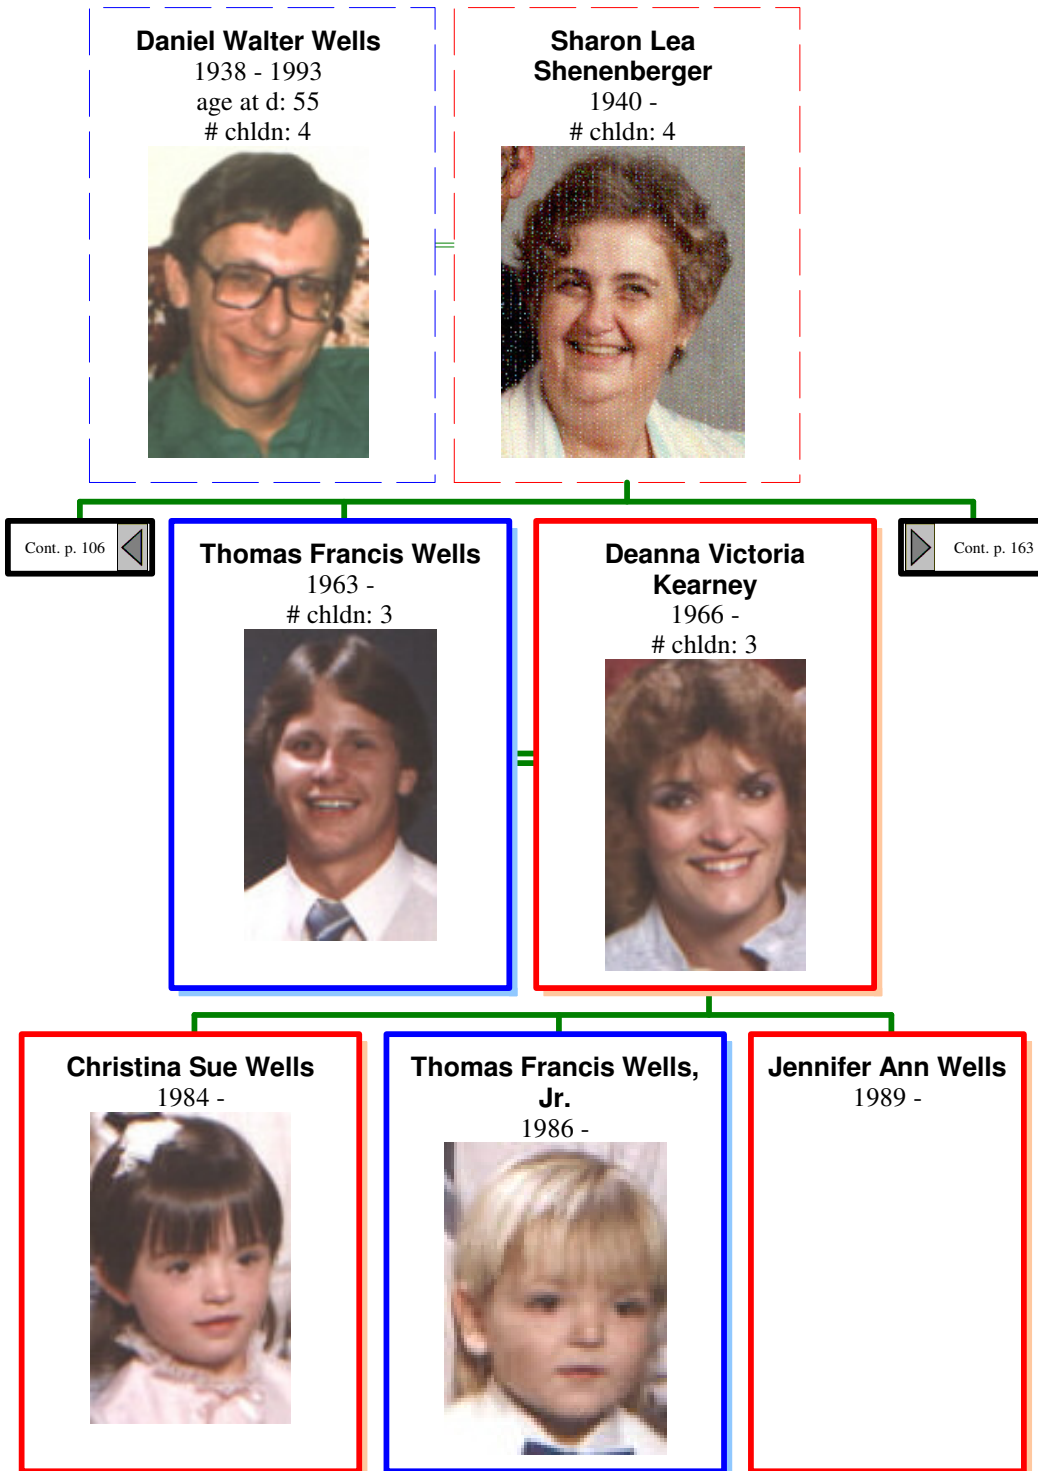 Daniel Walter Wells
1938 - 1993
age at d: 55
# chldn: 4
Sharon Lea
Shenenberger
1940 -
# chldn: 4
Cont. p. 106
Thomas Francis Wells
1963 -
# chldn: 3
Deanna Victoria
Kearney
1966 -
# chldn: 3
Cont. p. 163
Christina Sue Wells
1984 -
Thomas Francis Wells,
Jr.
1986 -
Jennifer Ann Wells
1989 -